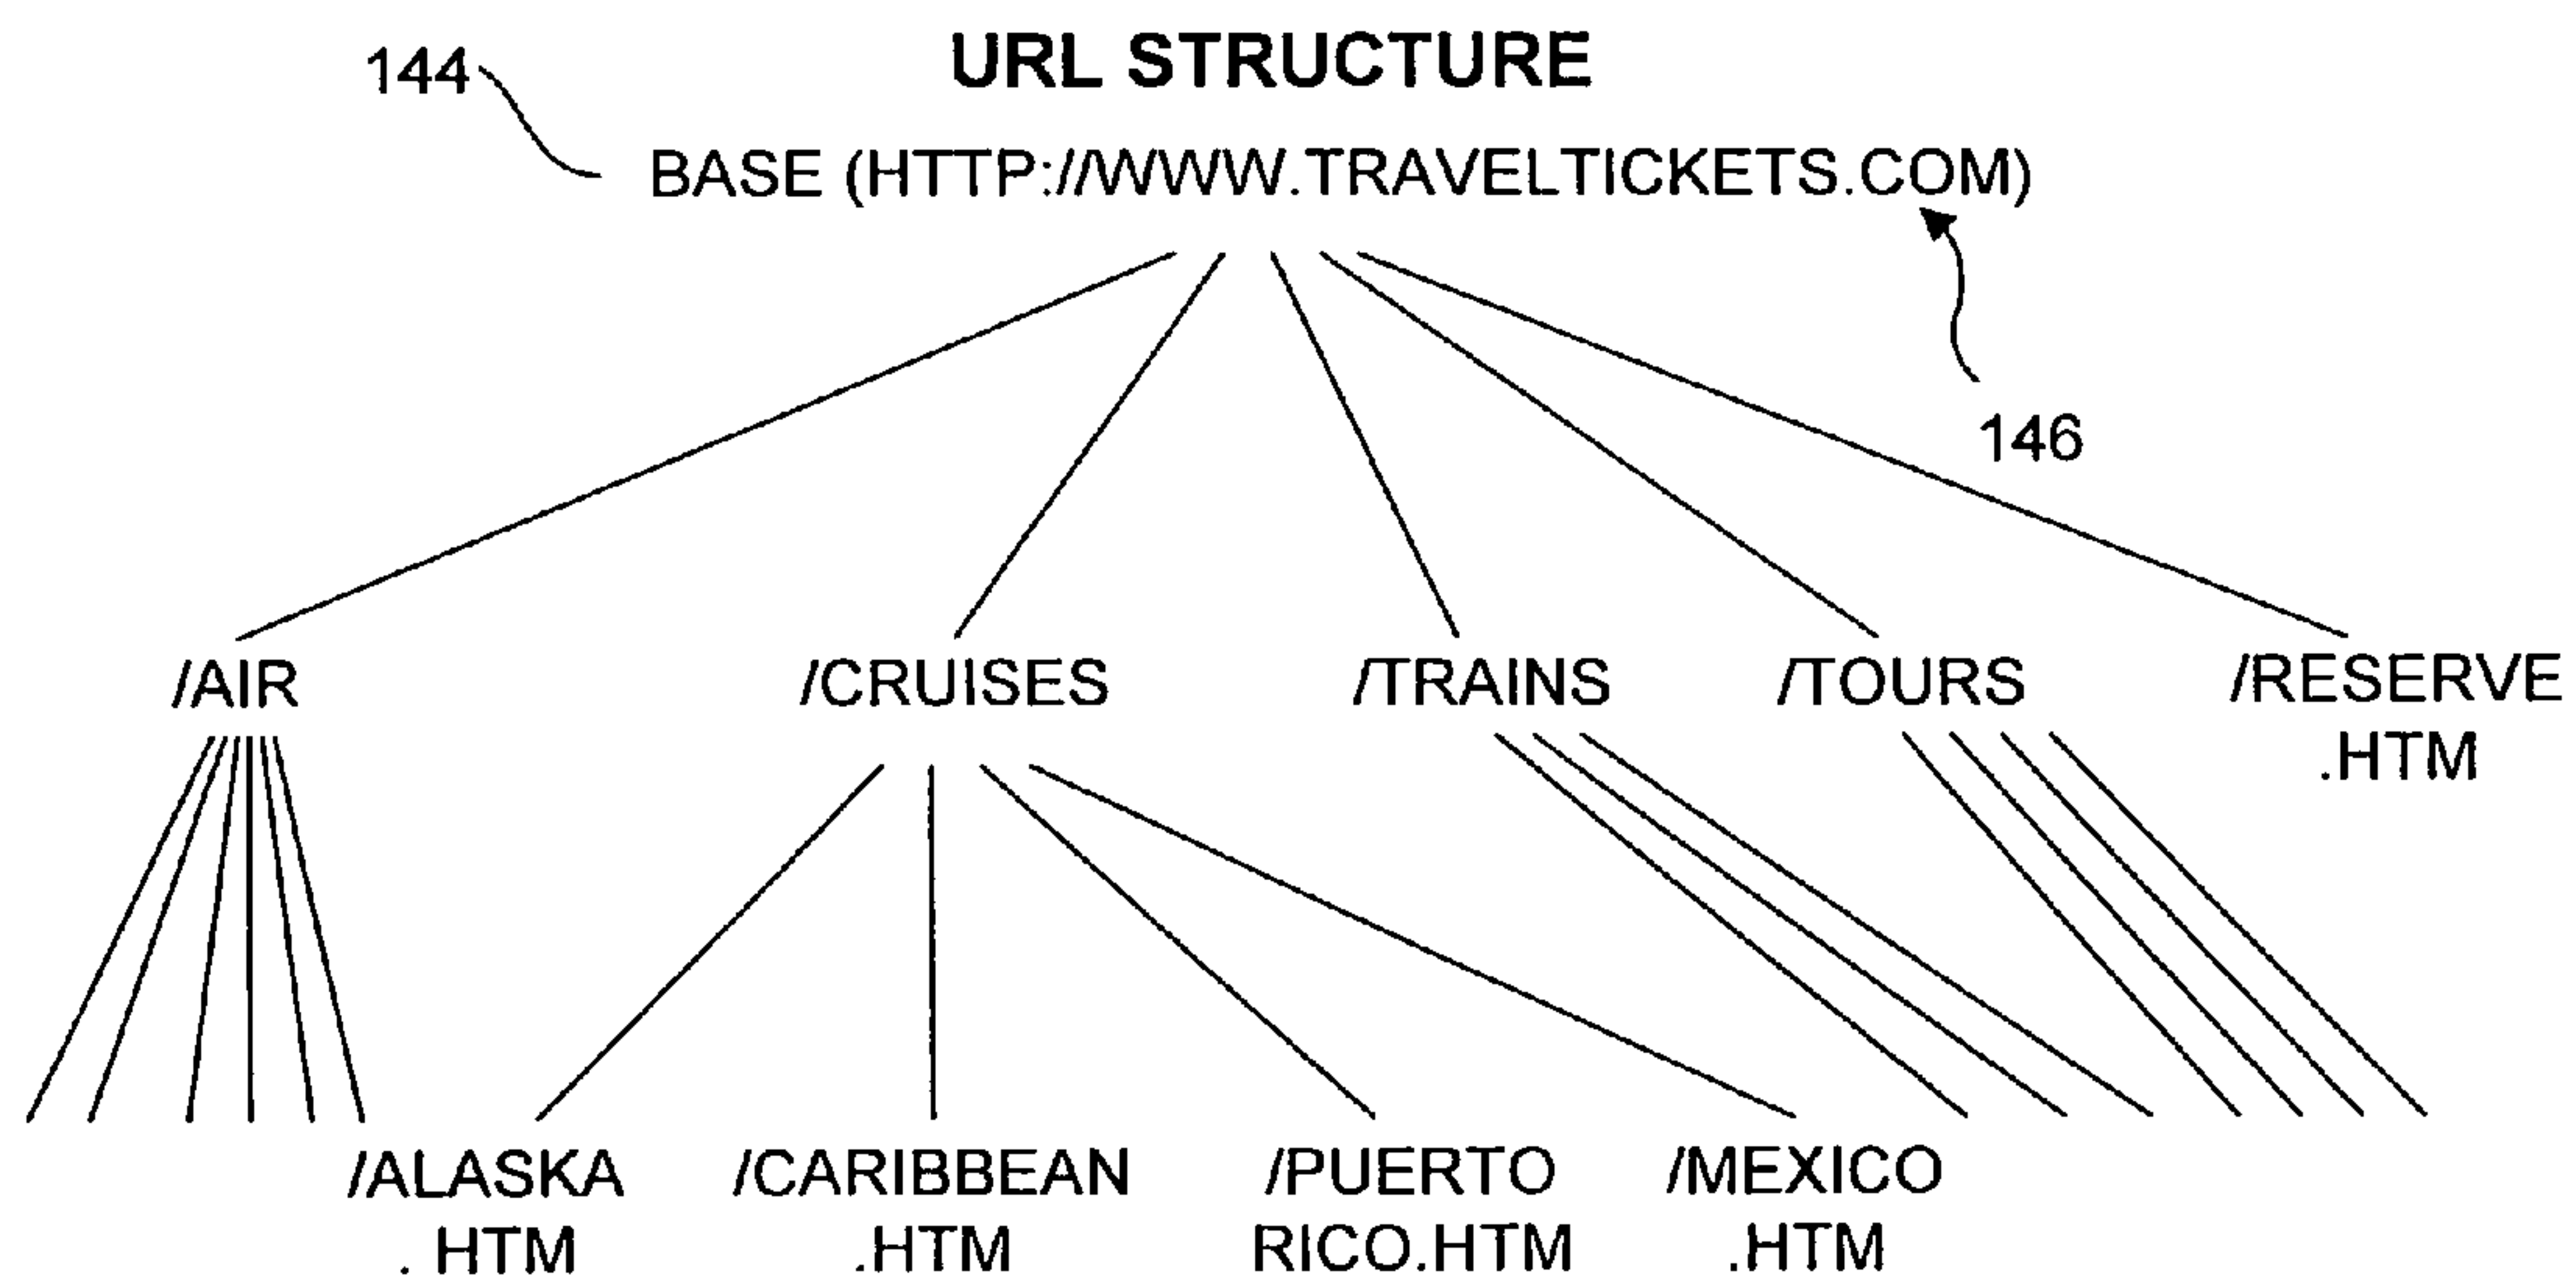 URL STRUCTURE
144
BASE (HTTP://WWW.TRAVELTICKETS.COM)
146
/AIR
/CRUISES
/TRAINS
/TOURS
/RESERVE
.HTM
/ALASKA
. HTM
/CARIBBEAN
.HTM
/PUERTO
RICO.HTM
/MEXICO
.HTM